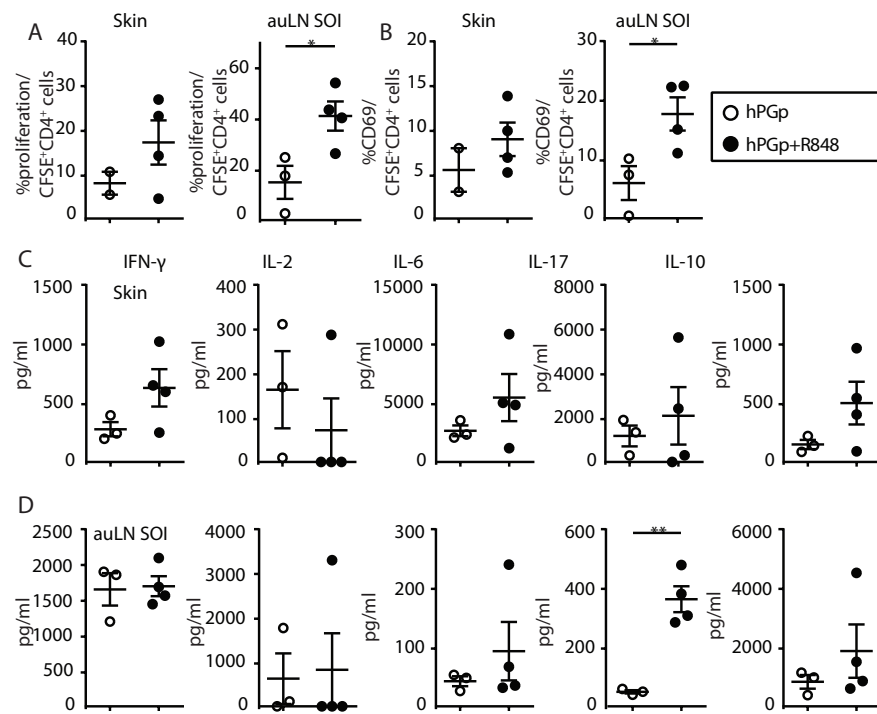 A Skin auLN SOI B Skin auLN SOI
%proliferation/
CFSE⁺CD4⁺ cells
40
30
20
10
0
*
%proliferation/
CFSE⁺CD4⁺ cells
60
40
20
0
%CD69/
CFSE⁺CD4⁺ cells
20
15
10
5
0
*
%CD69/
CFSE⁺CD4⁺ cells
30
20
10
0
hPGp
hPGp+R848
C IFN-γ IL-2 IL-6 IL-17 IL-10
Skin
pg/ml
1500
1000
500
0
pg/ml
400
300
200
100
0
pg/ml
15000
10000
5000
0
pg/ml
8000
6000
4000
2000
0
pg/ml
1500
1000
500
0
D
auLN SOI
pg/ml
2500
2000
1500
1000
500
0
pg/ml
4000
3000
2000
1000
0
pg/ml
300
200
100
0
**
pg/ml
600
400
200
0
pg/ml
6000
4000
2000
0